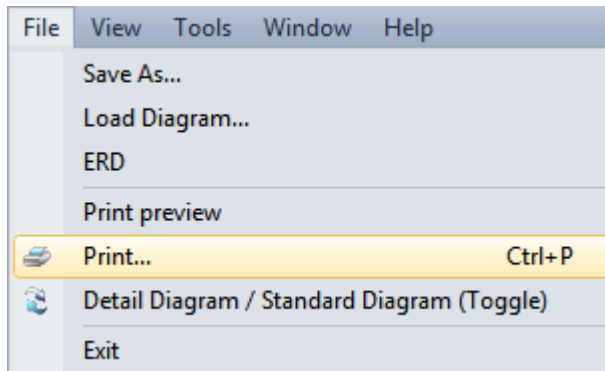 File View Tools Window Help
Save As...
Load Diagram...
ERD
Print preview
Print... Ctrl+P
Detail Diagram / Standard Diagram (Toggle)
Exit